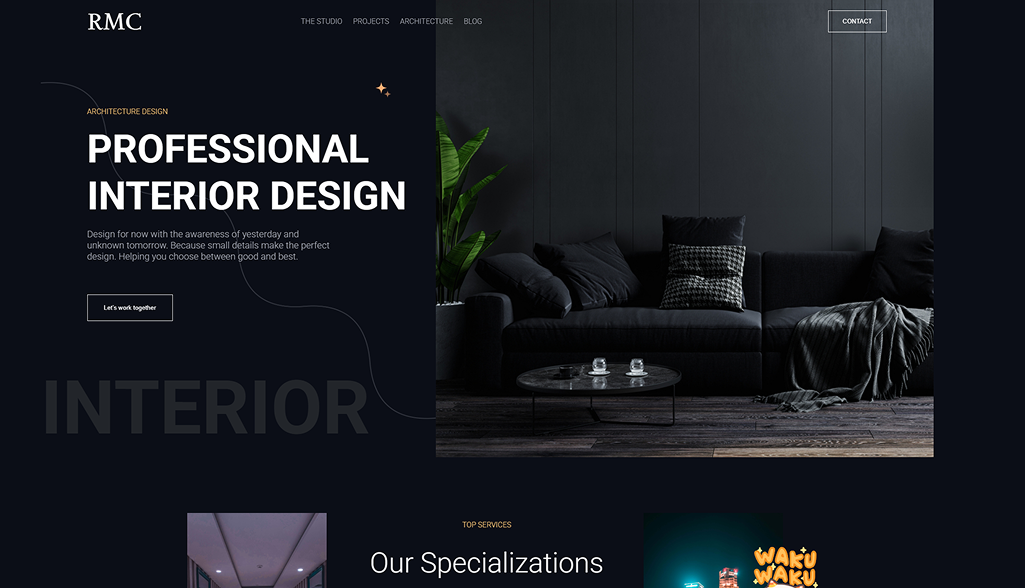 RMC
THE STUDIO PROJECTS ARCHITECTURE BLOG
CONTACT
ARCHITECTURE DESIGN
PROFESSIONAL
INTERIOR DESIGN
Design for now with the awareness of yesterday and
unknown tomorrow. Because small details make the perfect
design. Helping you choose between good and best.
Let's work together
INTERIOR
TOP SERVICES
Our Specializations
WAKU
WAKU